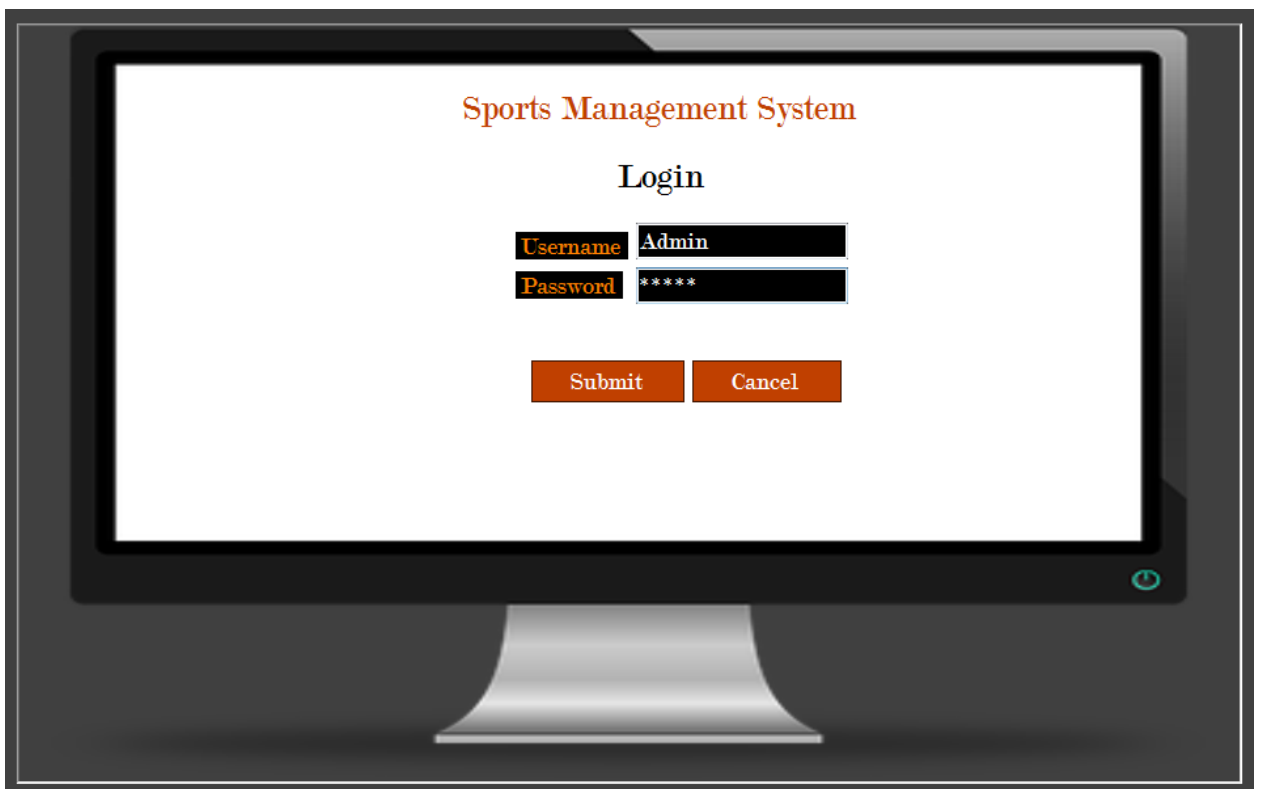 Sports Management System
Login
Username Admin
Password *****
Submit Cancel